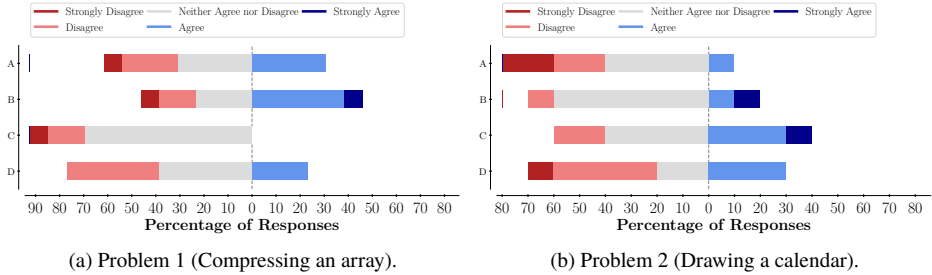 Strongly Disagree Neither Agree nor Disagree Strongly Agree
Disagree Agree
A
B
C
D
90 80 70 60 50 40 30 20 10 0 10 20 30 40 50 60 70 80
Percentage of Responses
(a) Problem 1 (Compressing an array).
Strongly Disagree Neither Agree nor Disagree Strongly Agree
Disagree Agree
A
B
C
D
80 70 60 50 40 30 20 10 0 10 20 30 40 50 60 70 80
Percentage of Responses
(b) Problem 2 (Drawing a calendar).